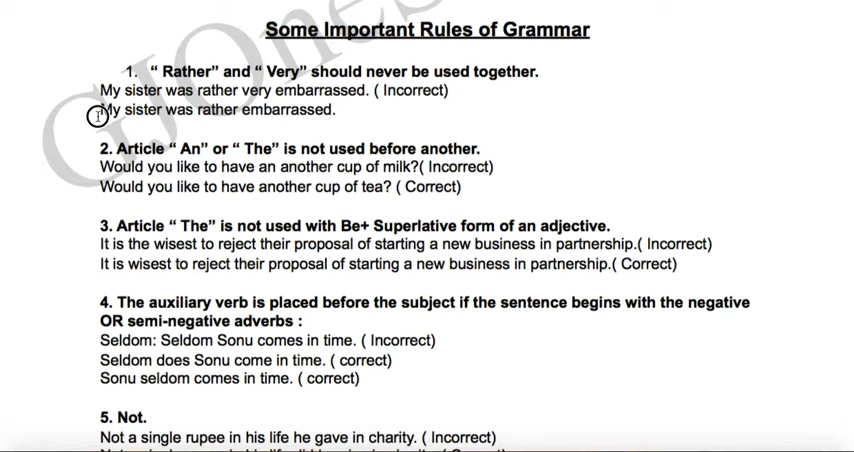 Some Important Rules of Grammar
1. “ Rather” and “ Very” should never be used together.
My sister was rather very embarrassed. ( Incorrect)
My sister was rather embarrassed.
2. Article “ An” or “ The” is not used before another.
Would you like to have an another cup of milk?( Incorrect)
Would you like to have another cup of tea? ( Correct)
3. Article “ The” is not used with Be+ Superlative form of an adjective.
It is the wisest to reject their proposal of starting a new business in partnership.( Incorrect)
It is wisest to reject their proposal of starting a new business in partnership.( Correct)
4. The auxiliary verb is placed before the subject if the sentence begins with the negative
OR semi-negative adverbs :
Seldom: Seldom Sonu comes in time. ( Incorrect)
Seldom does Sonu come in time. ( correct)
Sonu seldom comes in time. ( correct)
5. Not.
Not a single rupee in his life he gave in charity. ( Incorrect)
GJOnes